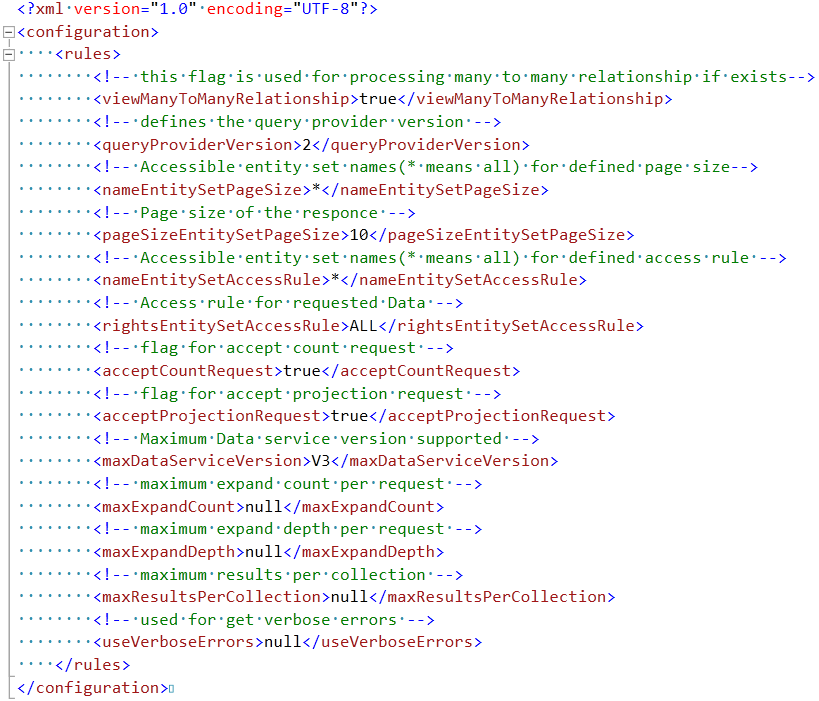 <?xml version="1.0" encoding="UTF-8"?>
<configuration>
    <rules>
        <!-- this flag is used for processing many to many relationship if exists-->
        <viewManyToManyRelationship>true</viewManyToManyRelationship>
        <!-- defines the query provider version -->
        <queryProviderVersion>2</queryProviderVersion>
        <!-- Accessible entity set names(* means all) for defined page size-->
        <nameEntitySetPageSize>*</nameEntitySetPageSize>
        <!-- Page size of the responce -->
        <pageSizeEntitySetPageSize>10</pageSizeEntitySetPageSize>
        <!-- Accessible entity set names(* means all) for defined access rule -->
        <nameEntitySetAccessRule>*</nameEntitySetAccessRule>
        <!-- Access rule for requested Data -->
        <rightsEntitySetAccessRule>ALL</rightsEntitySetAccessRule>
        <!-- flag for accept count request -->
        <acceptCountRequest>true</acceptCountRequest>
        <!-- flag for accept projection request -->
        <acceptProjectionRequest>true</acceptProjectionRequest>
        <!-- Maximum Data service version supported -->
        <maxDataServiceVersion>V3</maxDataServiceVersion>
        <!-- maximum expand count per request -->
        <maxExpandCount>null</maxExpandCount>
        <!-- maximum expand depth per request -->
        <maxExpandDepth>null</maxExpandDepth>
        <!-- maximum results per collection -->
        <maxResultsPerCollection>null</maxResultsPerCollection>
        <!-- used for get verbose errors -->
        <useVerboseErrors>null</useVerboseErrors>
    </rules>
</configuration>